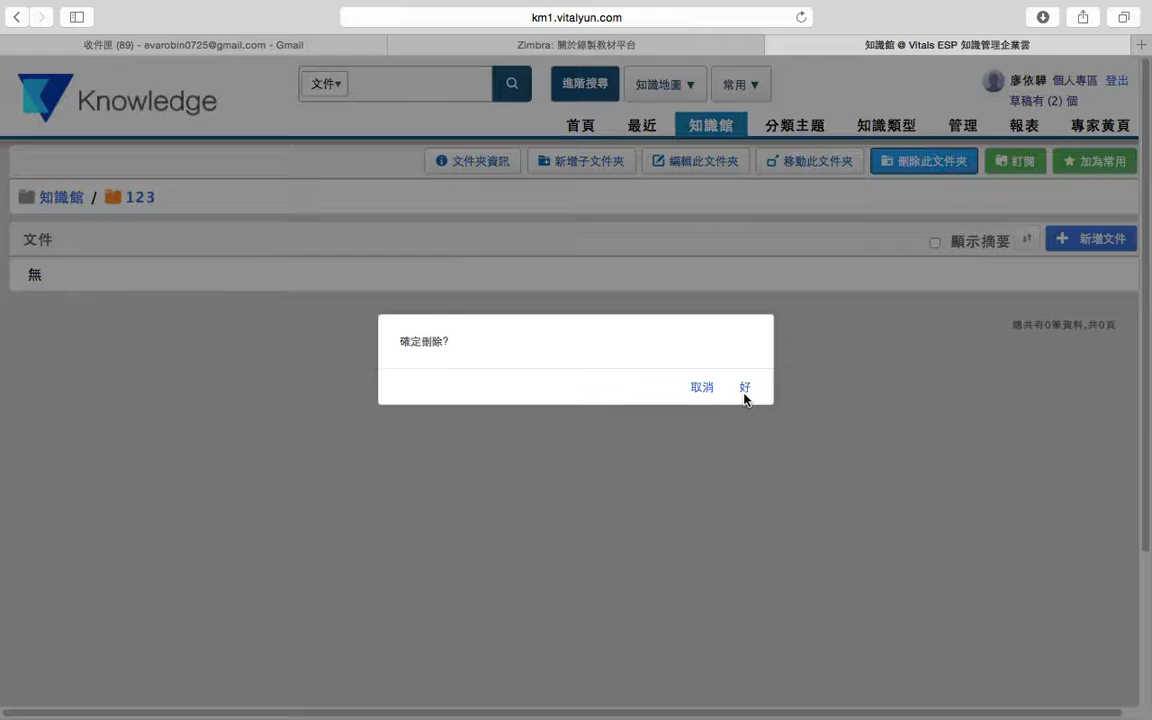 km1.vitalyun.com
收件匣 (89) - evarobin0725@gmail.com - Gmail
Zimbra: 關於錄製教材平台
知識館 @ Vitals ESP 知識管理企業雲
Knowledge
文件▾
進階搜尋
知識地圖 ▼
常用 ▼
廖依驊 個人專區 登出
草稿有 (2) 個
首頁 最近 知識館 分類主題 知識類型 管理 報表 專家黃頁
文件夾資訊 新增子文件夾 編輯此文件夾 移動此文件夾 刪除此文件夾 訂閱 加為常用
知識館 / 123
文件
顯示摘要
新增文件
無
總共有0筆資料,共0頁
確定刪除?
取消 好